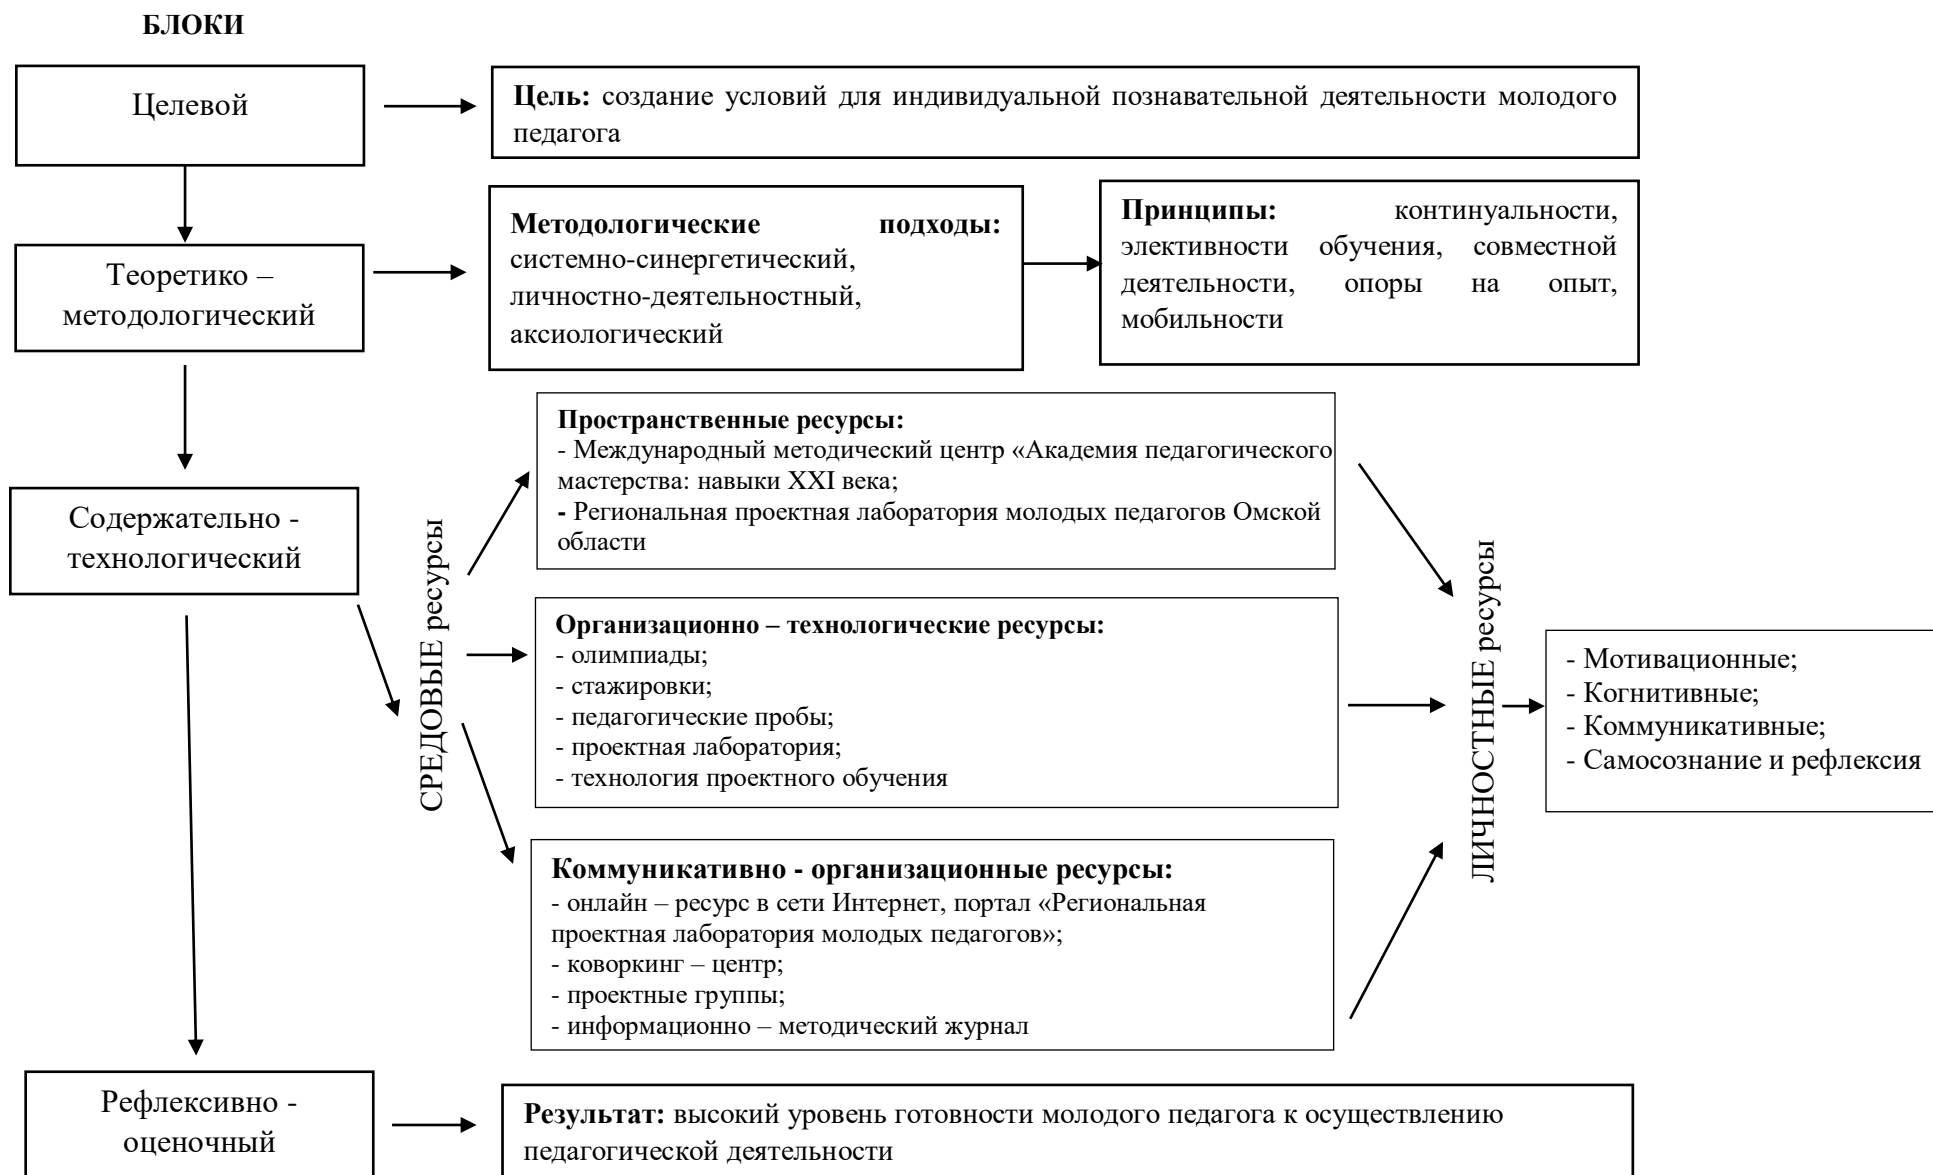 БЛОКИ
Целевой
Цель: создание условий для индивидуальной познавательной деятельности молодого
педагога
Теоретико –
методологический
Методологические подходы:
системно-синергетический,
личностно-деятельностный,
аксиологический
Принципы: континуальности,
элективности обучения, совместной
деятельности, опоры на опыт,
мобильности
Содержательно -
технологический
СРЕДОВЫЕ ресурсы
Пространственные ресурсы:
- Международный методический центр «Академия педагогического
мастерства: навыки XXI века;
- Региональная проектная лаборатория молодых педагогов Омской
области
Организационно – технологические ресурсы:
- олимпиады;
- стажировки;
- педагогические пробы;
- проектная лаборатория;
- технология проектного обучения
Коммуникативно - организационные ресурсы:
- онлайн – ресурс в сети Интернет, портал «Региональная
проектная лаборатория молодых педагогов»;
- коворкинг – центр;
- проектные группы;
- информационно – методический журнал
ЛИЧНОСТНЫЕ ресурсы
- Мотивационные;
- Когнитивные;
- Коммуникативные;
- Самосознание и рефлексия
Рефлексивно -
оценочный
Результат: высокий уровень готовности молодого педагога к осуществлению
педагогической деятельности